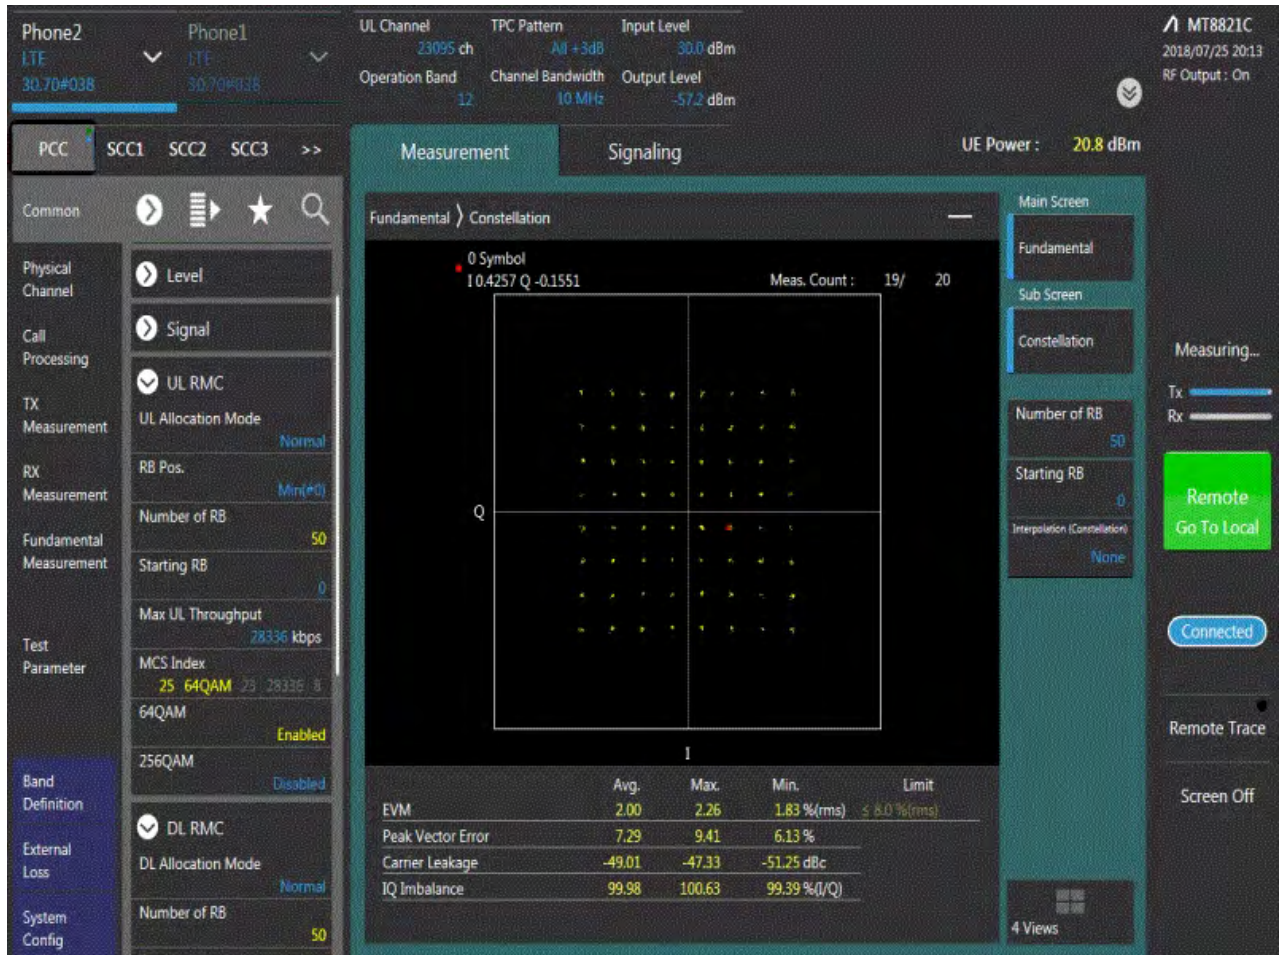 Phone2
LTE
30.70#038
Phone1
LTE
30.70#038
UL Channel
23095 ch
TPC Pattern
All +3dB
Input Level
30.0 dBm
Operation Band
12
Channel Bandwidth
10 MHz
Output Level
-57.2 dBm
MT8821C
2018/07/25 20:13
RF Output : On
PCC SCC1 SCC2 SCC3 >>
Measurement
Signaling
UE Power : 20.8 dBm
Common
Physical
Channel
Call
Processing
TX
Measurement
RX
Measurement
Fundamental
Measurement
Test
Parameter
Band
Definition
External
Loss
System
Config
Level
Signal
UL RMC
UL Allocation Mode
Normal
RB Pos.
Min(#0)
Number of RB
50
Starting RB
0
Max UL Throughput
28336 kbps
MCS Index
25 64QAM 23 28336 8
64QAM
Enabled
256QAM
Disabled
DL RMC
DL Allocation Mode
Normal
Number of RB
50
Fundamental 〉 Constellation
0 Symbol
I 0.4257 Q -0.1551
Meas. Count : 19/ 20
Q
I
Avg. Max. Min. Limit
EVM 2.00 2.26 1.83 %(rms) ≤ 8.0 %(rms)
Peak Vector Error 7.29 9.41 6.13 %
Carrier Leakage -49.01 -47.33 -51.25 dBc
IQ Imbalance 99.98 100.63 99.39 %(I/Q)
Main Screen
Fundamental
Sub Screen
Constellation
Number of RB
50
Starting RB
0
Interpolation (Constellation)
None
4 Views
Measuring...
Tx
Rx
Remote
Go To Local
Connected
Remote Trace
Screen Off